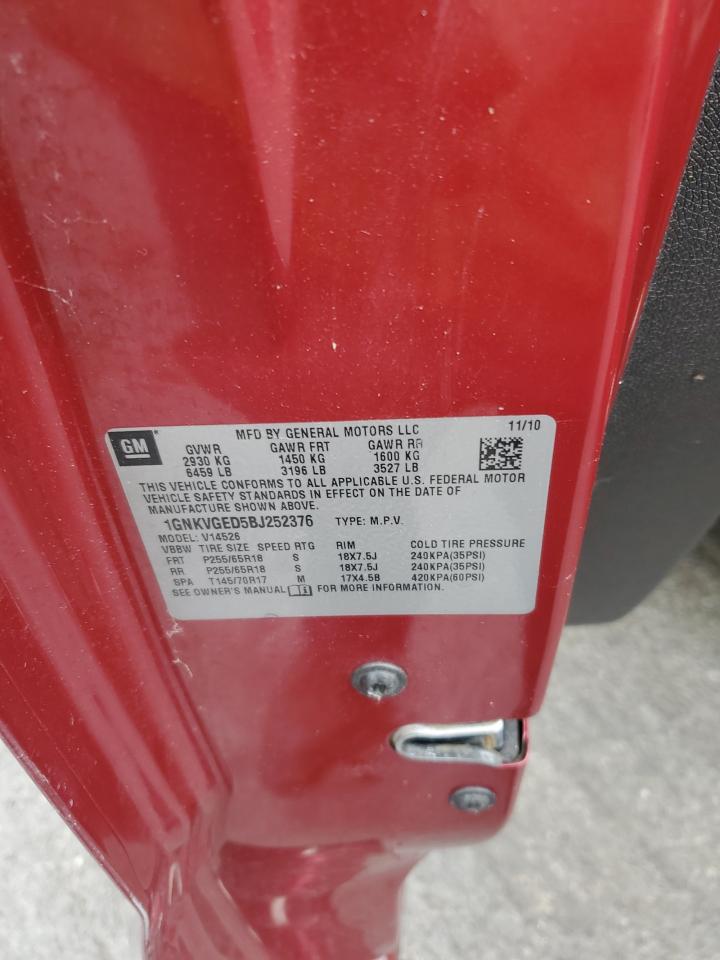 GM
MFD BY GENERAL MOTORS LLC 11/10
GVWR GAWR FRT GAWR RR
2930 KG 1450 KG 1600 KG
6459 LB 3196 LB 3527 LB
THIS VEHICLE CONFORMS TO ALL APPLICABLE U.S. FEDERAL MOTOR
VEHICLE SAFETY STANDARDS IN EFFECT ON THE DATE OF
MANUFACTURE SHOWN ABOVE.
1GNKVGED5BJ252376 TYPE: M.P.V.
MODEL: V14526
VBBW TIRE SIZE SPEED RTG RIM COLD TIRE PRESSURE
FRT P255/65R18 S 18X7.5J 240KPA(35PSI)
RR P255/65R18 S 18X7.5J 240KPA(35PSI)
SPA T145/70R17 M 17X4.5B 420KPA(60PSI)
SEE OWNER'S MANUAL FOR MORE INFORMATION.